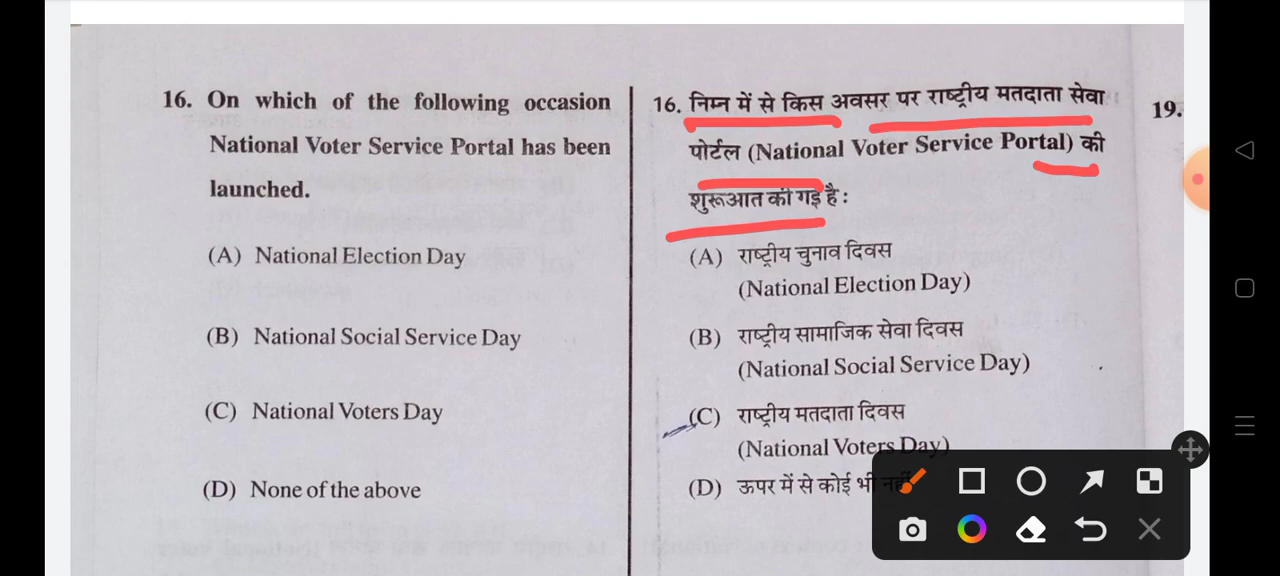 16. On which of the following occasion
National Voter Service Portal has been
launched.
(A) National Election Day
(B) National Social Service Day
(C) National Voters Day
(D) None of the above
16. निम्न में से किस अवसर पर राष्ट्रीय मतदाता सेवा
पोर्टल (National Voter Service Portal) की
शुरूआत की गई है :
(A) राष्ट्रीय चुनाव दिवस
(National Election Day)
(B) राष्ट्रीय सामाजिक सेवा दिवस
(National Social Service Day)
(C) राष्ट्रीय मतदाता दिवस
(National Voters Day)
(D) ऊपर में से कोई भी नहीं
19.